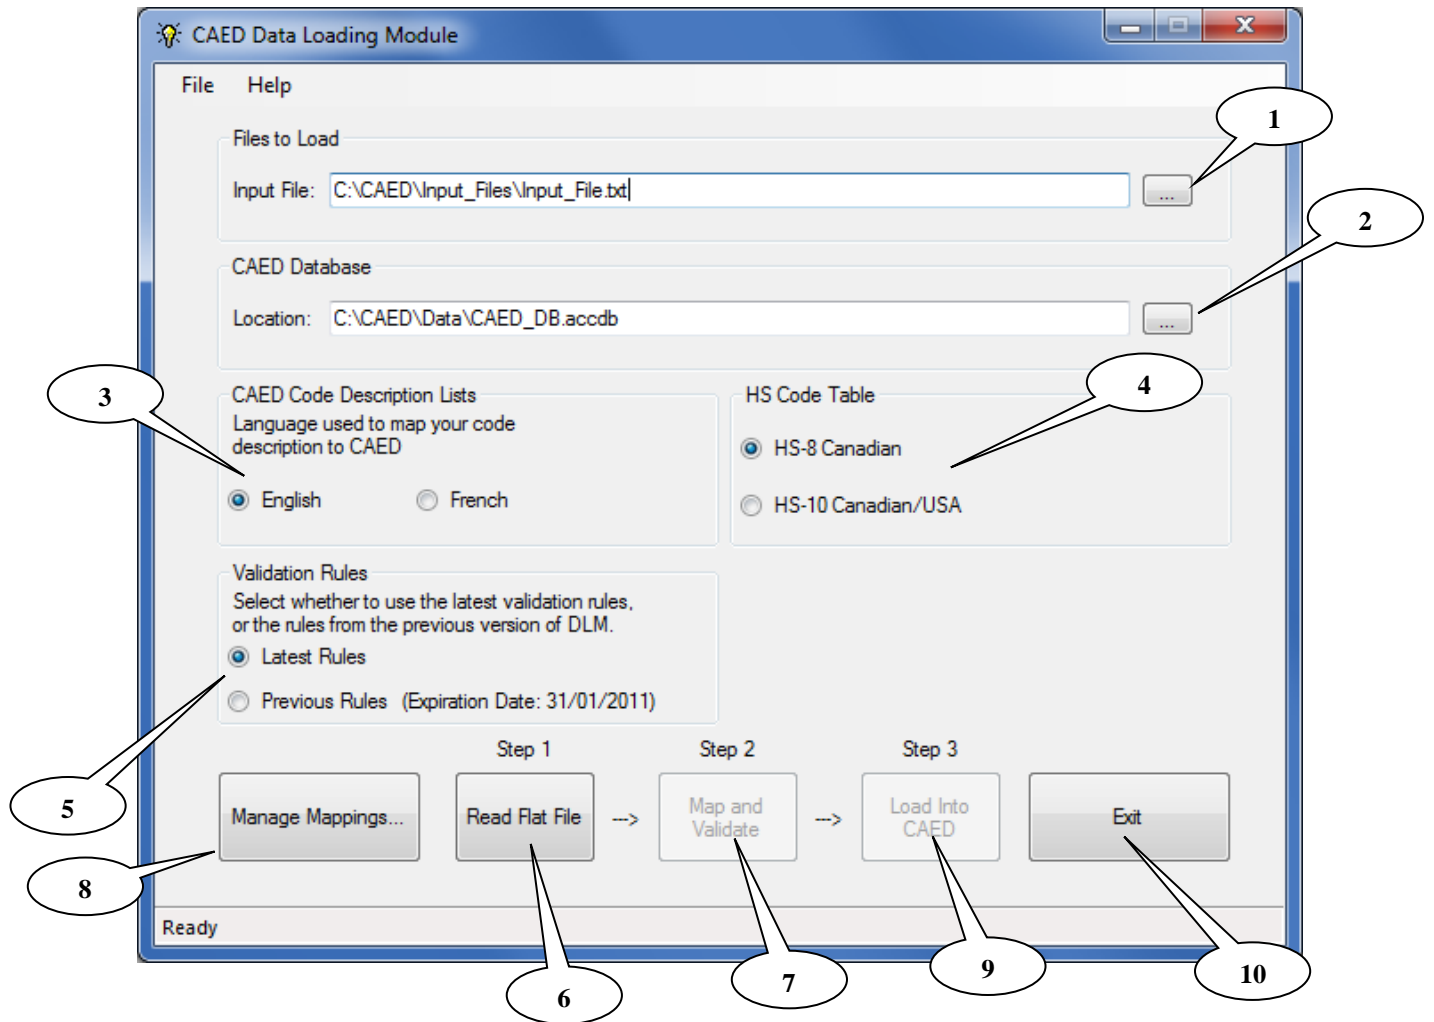 CAED Data Loading Module
File Help
1
Files to Load
Input File: C:\CAED\Input_Files\Input_File.txt ...
2
CAED Database
Location: C:\CAED\Data\CAED_DB.accdb ...
3
CAED Code Description Lists
Language used to map your code
description to CAED
English French
4
HS Code Table
HS-8 Canadian
HS-10 Canadian/USA
Validation Rules
Select whether to use the latest validation rules,
or the rules from the previous version of DLM.
Latest Rules
Previous Rules (Expiration Date: 31/01/2011)
5
Step 1 Step 2 Step 3
Manage Mappings... Read Flat File ---> Map and Validate ---> Load Into CAED Exit
8
Ready
6
7
9
10